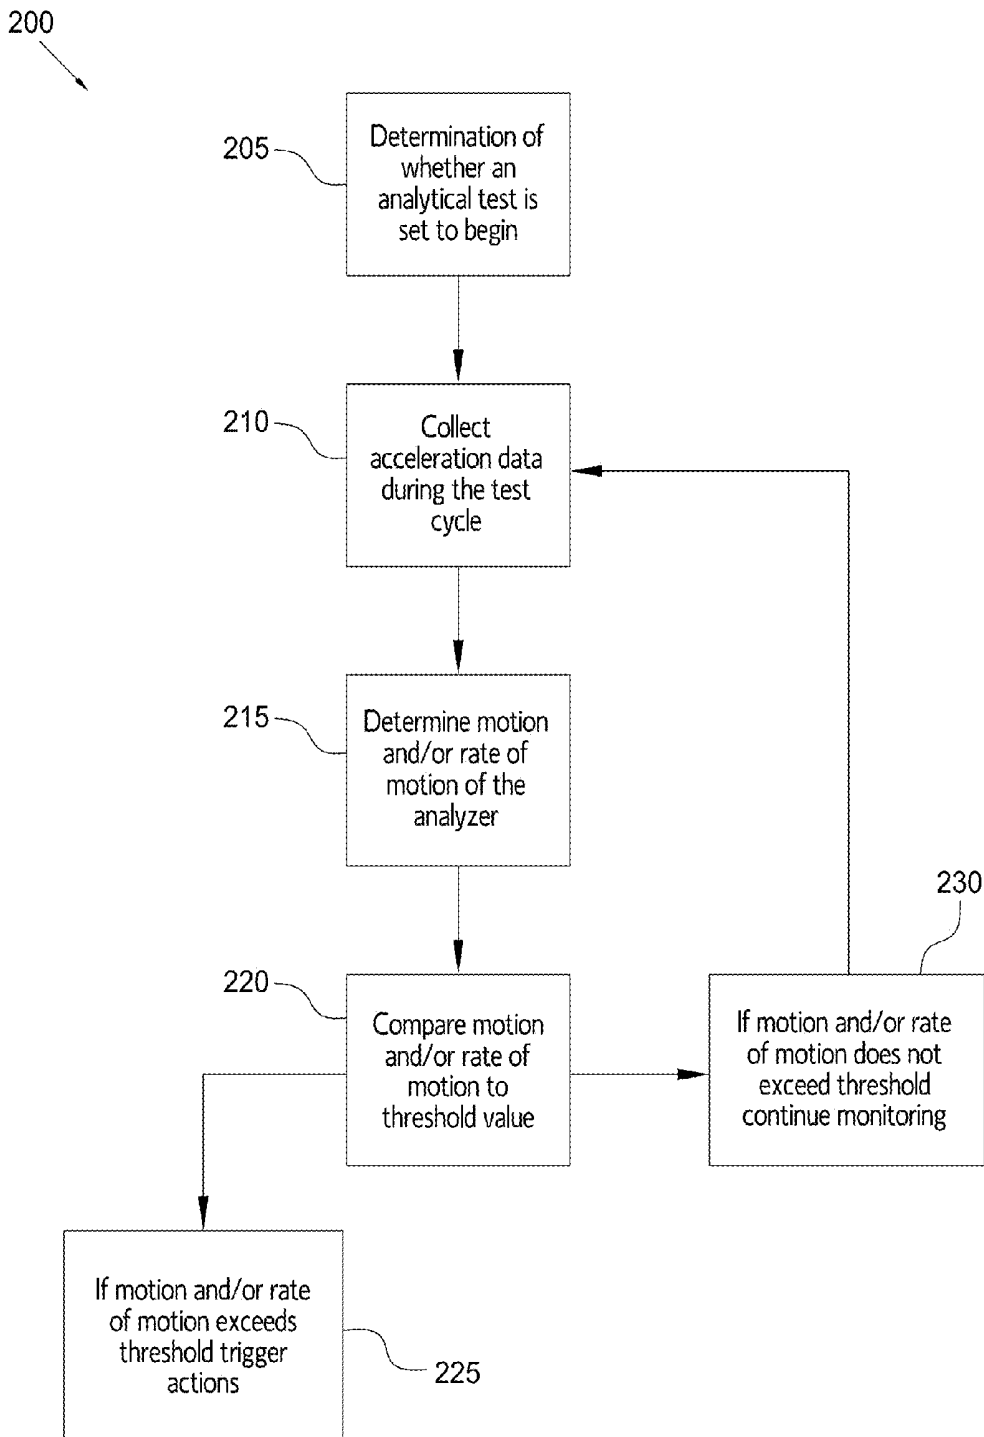 200
205
Determination of
whether an
analytical test is
set to begin
210
Collect
acceleration data
during the test
cycle
215
Determine motion
and/or rate of
motion of the
analyzer
220
Compare motion
and/or rate of
motion to
threshold value
230
If motion and/or rate
of motion does not
exceed threshold
continue monitoring
If motion and/or rate
of motion exceeds
threshold trigger
actions
225